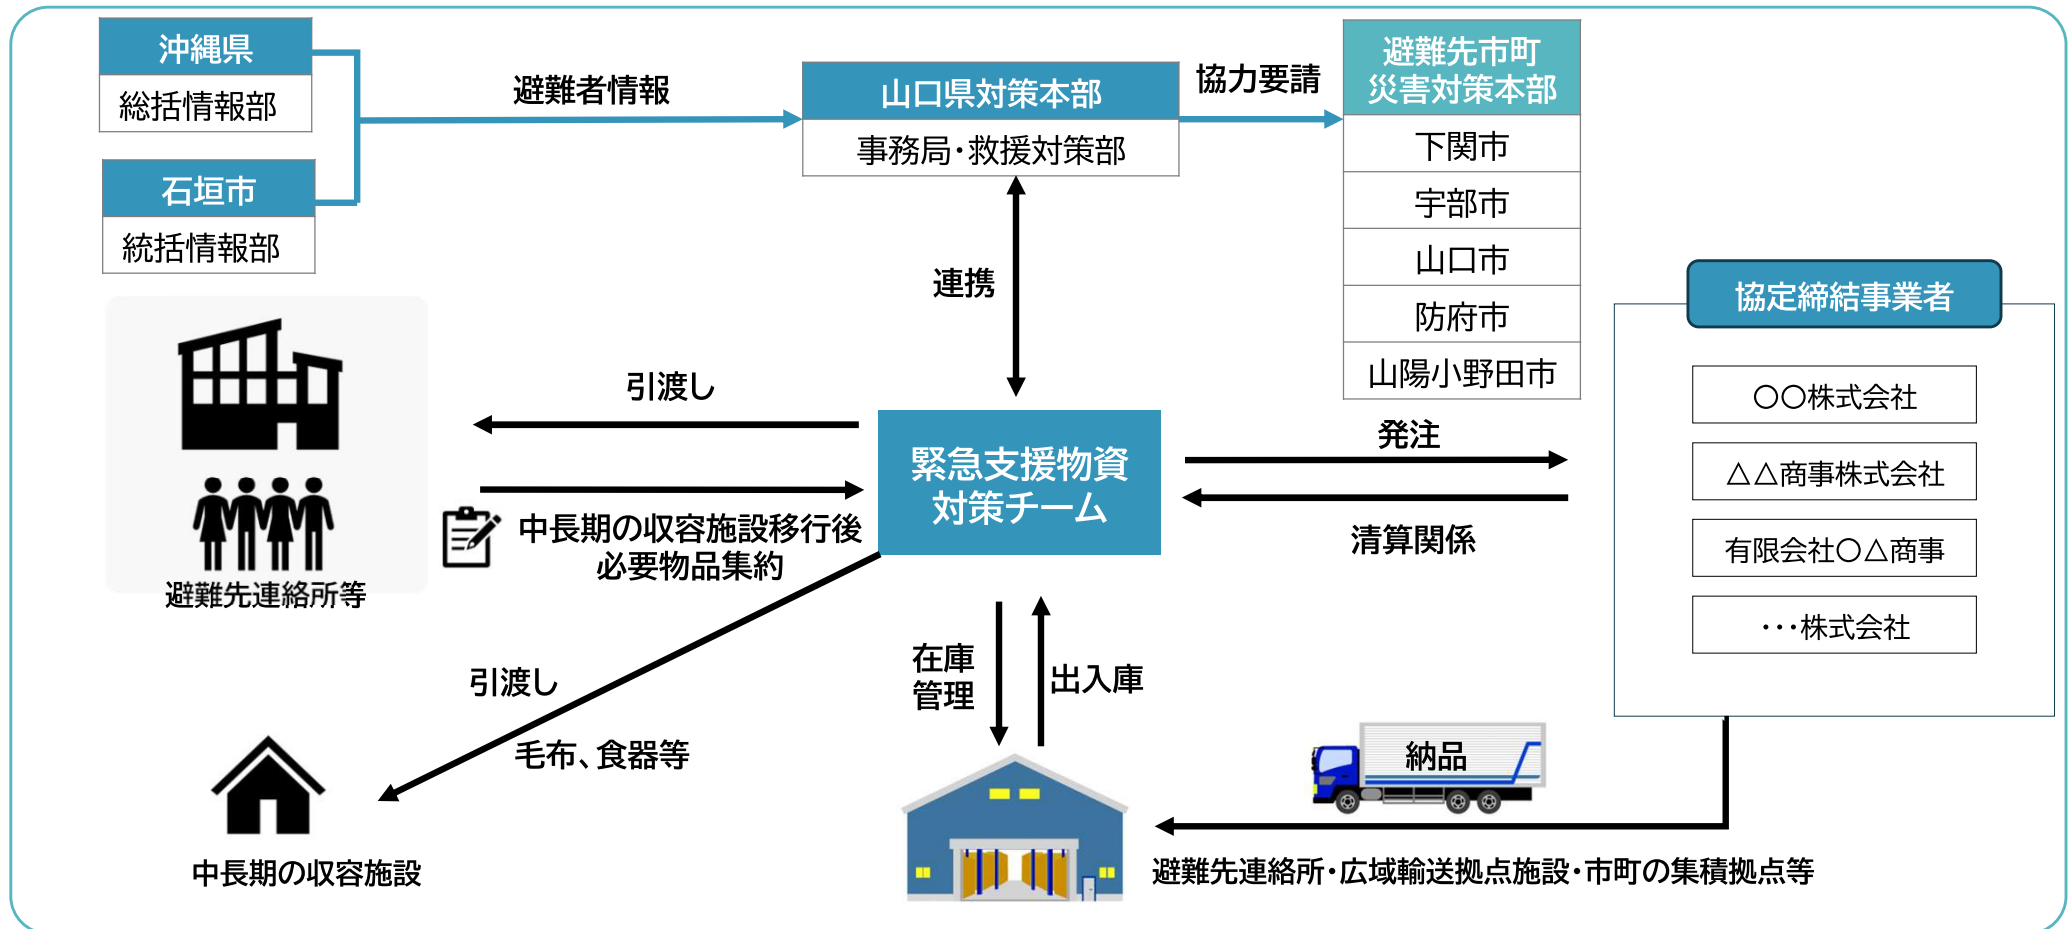 沖縄県
総括情報部
石垣市
統括情報部
避難者情報
山口県対策本部
事務局・救援対策部
協力要請
避難先市町
災害対策本部
下関市
宇部市
山口市
防府市
山陽小野田市
連携
協定締結事業者
〇〇株式会社
△△商事株式会社
有限会社〇△商事
・・・株式会社
引渡し
緊急支援物資
対策チーム
発注
清算関係
中長期の収容施設移行後
必要物品集約
避難先連絡所等
引渡し
毛布、食器等
在庫
管理
出入庫
納品
中長期の収容施設
避難先連絡所・広域輸送拠点施設・市町の集積拠点等